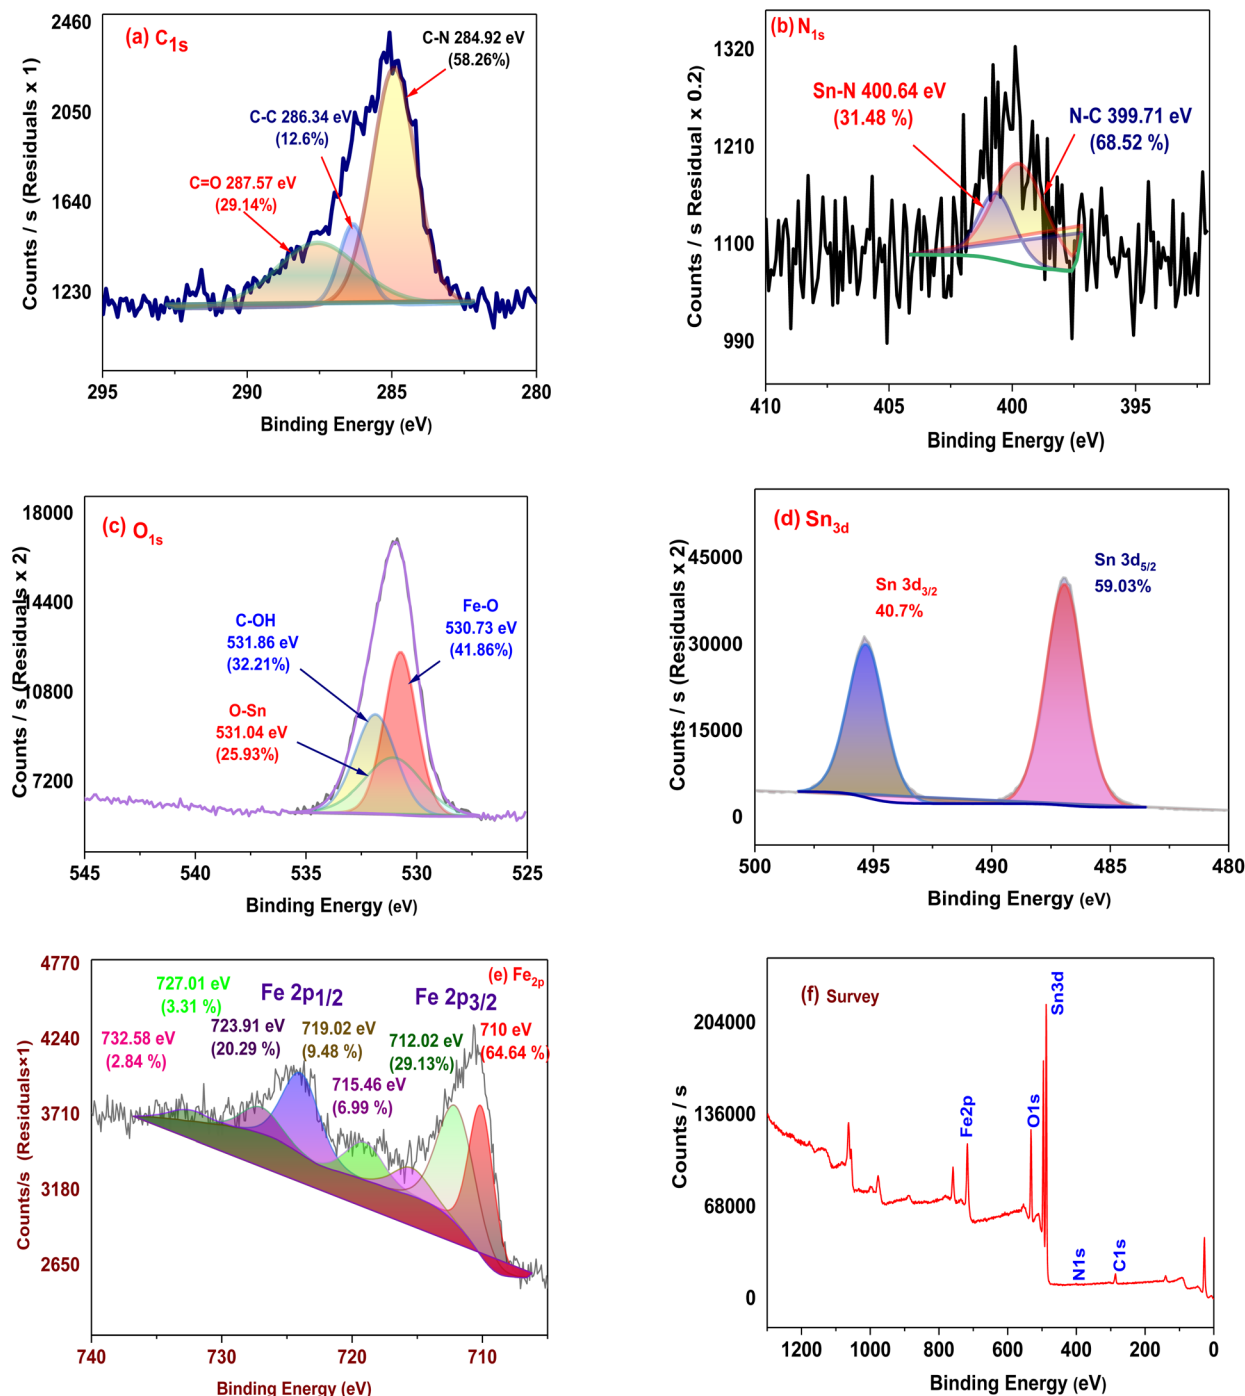 (a) C1s
C-N 284.92 eV
(58.26%)
C-C 286.34 eV
(12.6%)
C=O 287.57 eV
(29.14%)
2460
2050
1640
1230
Counts / s (Residuals x 1)
295 290 285 280
Binding Energy (eV)
(b) N1s
Sn-N 400.64 eV
(31.48 %)
N-C 399.71 eV
(68.52 %)
1320
1210
1100
990
Counts / s Residual x 0.2)
410 405 400 395
Binding Energy (eV)
(c) O1s
C-OH
531.86 eV
(32.21%)
Fe-O
530.73 eV
(41.86%)
O-Sn
531.04 eV
(25.93%)
18000
14400
10800
7200
Counts / s (Residuals x 2)
545 540 535 530 525
Binding Energy (eV)
(d) Sn3d
Sn 3d3/2
40.7%
Sn 3d5/2
59.03%
45000
30000
15000
0
Counts / s (Residuals x 2)
500 495 490 485 480
Binding Energy (eV)
(e) Fe2p
727.01 eV
(3.31 %)
Fe 2p1/2
Fe 2p3/2
732.58 eV
(2.84 %)
723.91 eV
(20.29 %)
719.02 eV
(9.48 %)
715.46 eV
(6.99 %)
712.02 eV
(29.13%)
710 eV
(64.64 %)
4770
4240
3710
3180
2650
Counts/s (Residuals×1)
740 730 720 710
Binding Energy (eV)
(f) Survey
Sn3d
O1s
Fe2p
N1s
C1s
204000
136000
68000
0
Counts / s
1200 1000 800 600 400 200 0
Binding Energy (eV)